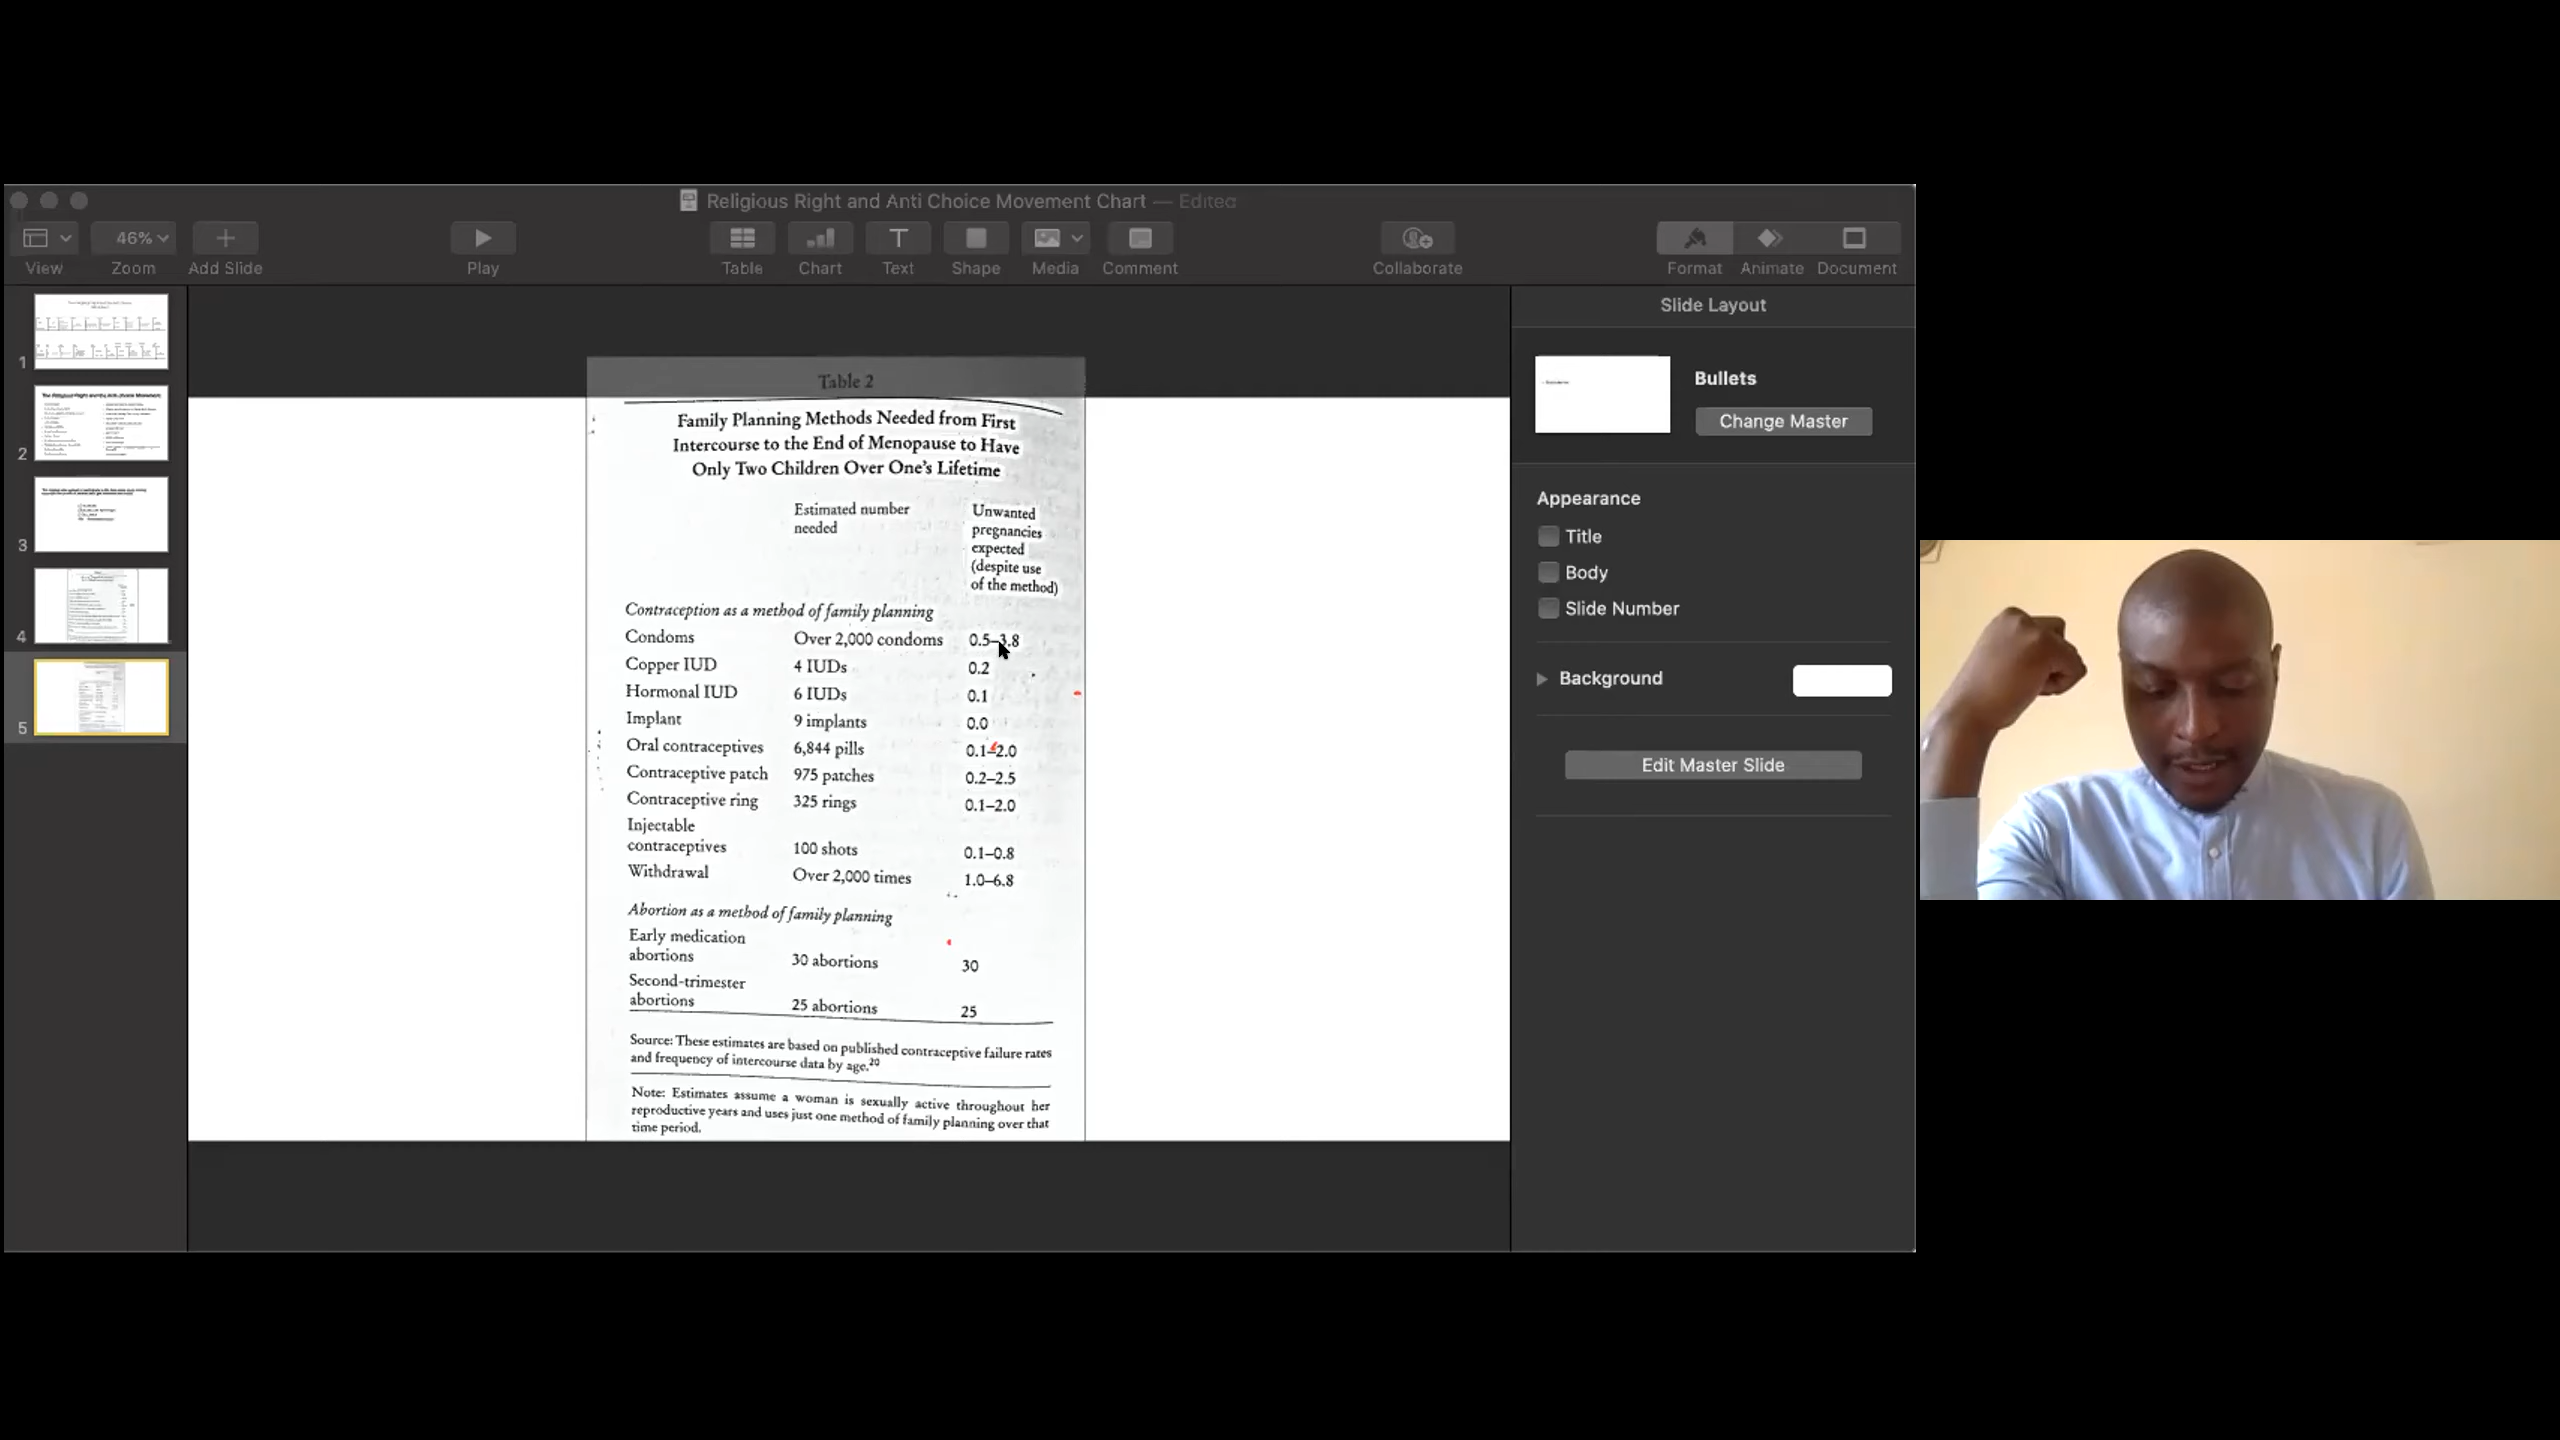 Religious Right and Anti Choice Movement Chart — Edited
46%
View
Zoom
Add Slide
Play
Table
Chart
Text
Shape
Media
Comment
Collaborate
Format
Animate
Document
1
2
3
4
5
Table 2
Family Planning Methods Needed from First
Intercourse to the End of Menopause to Have
Only Two Children Over One's Lifetime
Estimated number
needed
Unwanted
pregnancies
expected
(despite use
of the method)
Contraception as a method of family planning
Condoms Over 2,000 condoms 0.5–3.8
Copper IUD 4 IUDs 0.2
Hormonal IUD 6 IUDs 0.1
Implant 9 implants 0.0
Oral contraceptives 6,844 pills 0.1–2.0
Contraceptive patch 975 patches 0.2–2.5
Contraceptive ring 325 rings 0.1–2.0
Injectable
contraceptives 100 shots 0.1–0.8
Withdrawal Over 2,000 times 1.0–6.8
Abortion as a method of family planning
Early medication
abortions 30 abortions 30
Second-trimester
abortions 25 abortions 25
Source: These estimates are based on published contraceptive failure rates
and frequency of intercourse data by age.20
Note: Estimates assume a woman is sexually active throughout her
reproductive years and uses just one method of family planning over that
time period.
Slide Layout
Bullets
Change Master
Appearance
Title
Body
Slide Number
Background
Edit Master Slide